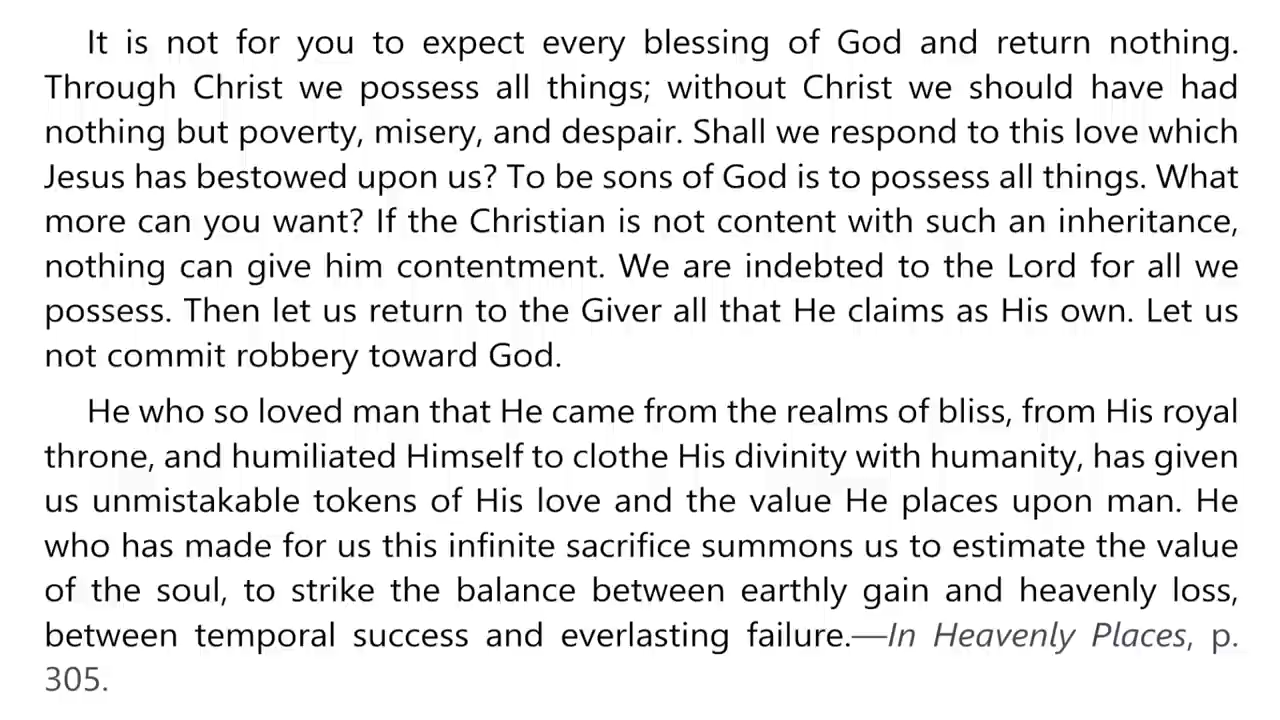 It is not for you to expect every blessing of God and return nothing.
Through Christ we possess all things; without Christ we should have had
nothing but poverty, misery, and despair. Shall we respond to this love which
Jesus has bestowed upon us? To be sons of God is to possess all things. What
more can you want? If the Christian is not content with such an inheritance,
nothing can give him contentment. We are indebted to the Lord for all we
possess. Then let us return to the Giver all that He claims as His own. Let us
not commit robbery toward God.
He who so loved man that He came from the realms of bliss, from His royal
throne, and humiliated Himself to clothe His divinity with humanity, has given
us unmistakable tokens of His love and the value He places upon man. He
who has made for us this infinite sacrifice summons us to estimate the value
of the soul, to strike the balance between earthly gain and heavenly loss,
between temporal success and everlasting failure.—In Heavenly Places, p.
305.